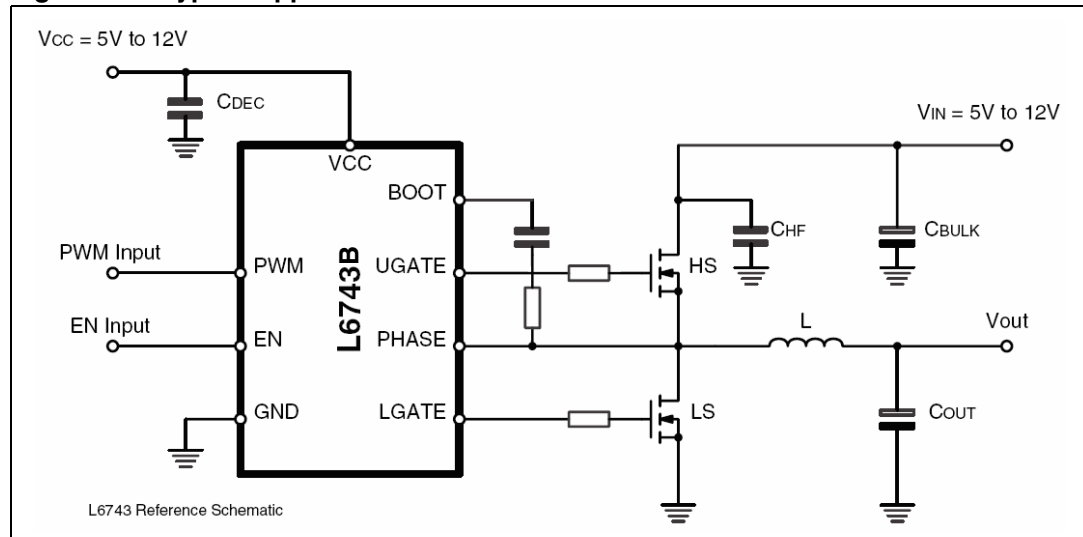 VCC = 5V to 12V
CDEC
VIN = 5V to 12V
VCC
BOOT
CHF
CBULK
PWM Input
PWM
UGATE
HS
L6743B
EN Input
EN
PHASE
L
Vout
GND
LGATE
LS
COUT
L6743 Reference Schematic